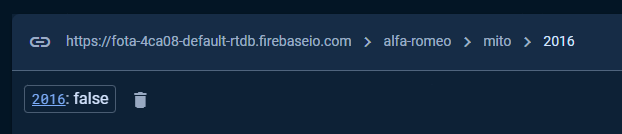 https://fota-4ca08-default-rtdb.firebaseio.com > alfa-romeo > mito > 2016
2016: false